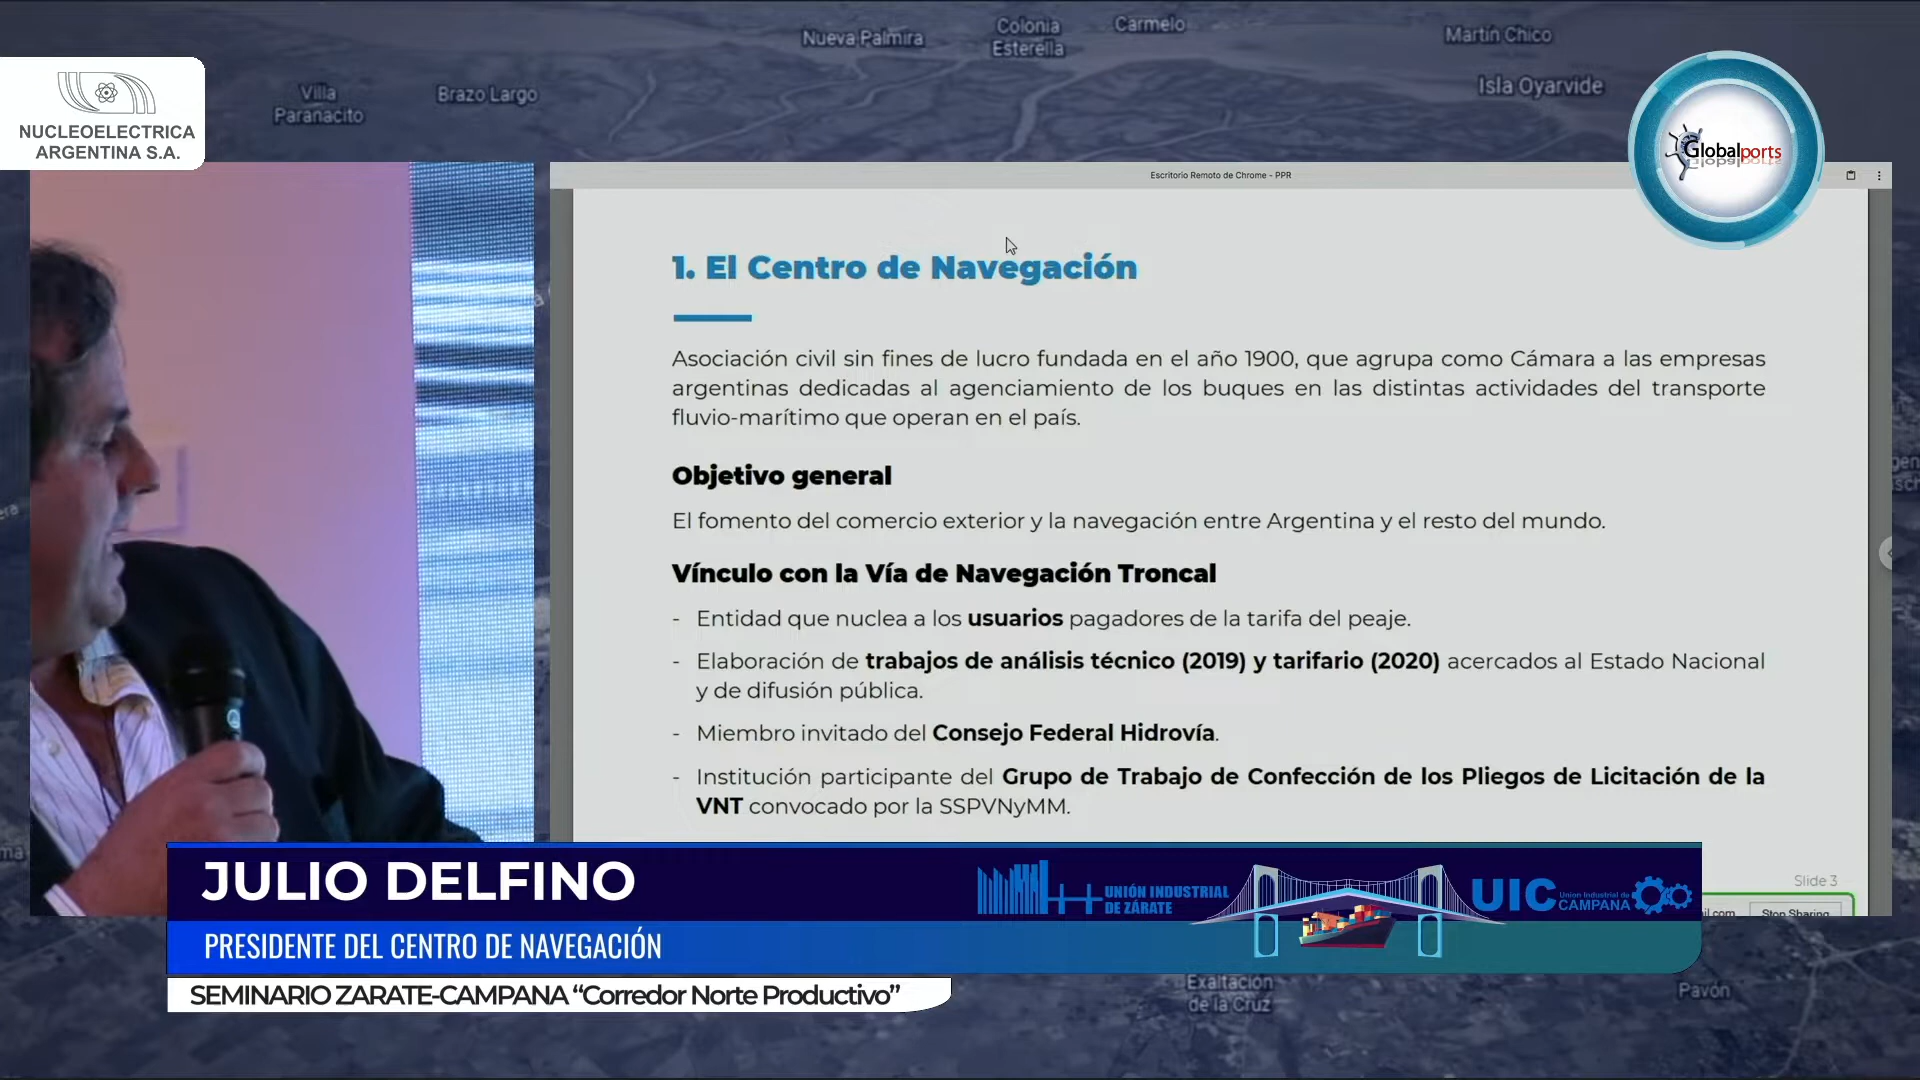 Nueva Palmira
Colonia
Esterella
Carmelo
Martín Chico
Villa
Paranacito
Brazo Largo
Isla Oyarvide
NUCLEOELECTRICA
ARGENTINA S.A.
Globalports
Escritorio Remoto de Chrome - PPR
1. El Centro de Navegación
Asociación civil sin fines de lucro fundada en el año 1900, que agrupa como Cámara a las empresas
argentinas dedicadas al agenciamiento de los buques en las distintas actividades del transporte
fluvio-marítimo que operan en el país.
Objetivo general
El fomento del comercio exterior y la navegación entre Argentina y el resto del mundo.
Vínculo con la Vía de Navegación Troncal
- Entidad que nuclea a los usuarios pagadores de la tarifa del peaje.
- Elaboración de trabajos de análisis técnico (2019) y tarifario (2020) acercados al Estado Nacional
y de difusión pública.
- Miembro invitado del Consejo Federal Hidrovía.
- Institución participante del Grupo de Trabajo de Confección de los Pliegos de Licitación de la
VNT convocado por la SSPVNyMM.
Slide 3
Stop Sharing
JULIO DELFINO
UNIÓN INDUSTRIAL
DE ZÁRATE
UIC
Union Industrial de
CAMPANA
PRESIDENTE DEL CENTRO DE NAVEGACIÓN
SEMINARIO ZARATE-CAMPANA “Corredor Norte Productivo”
Exaltación
de la Cruz
Pavón